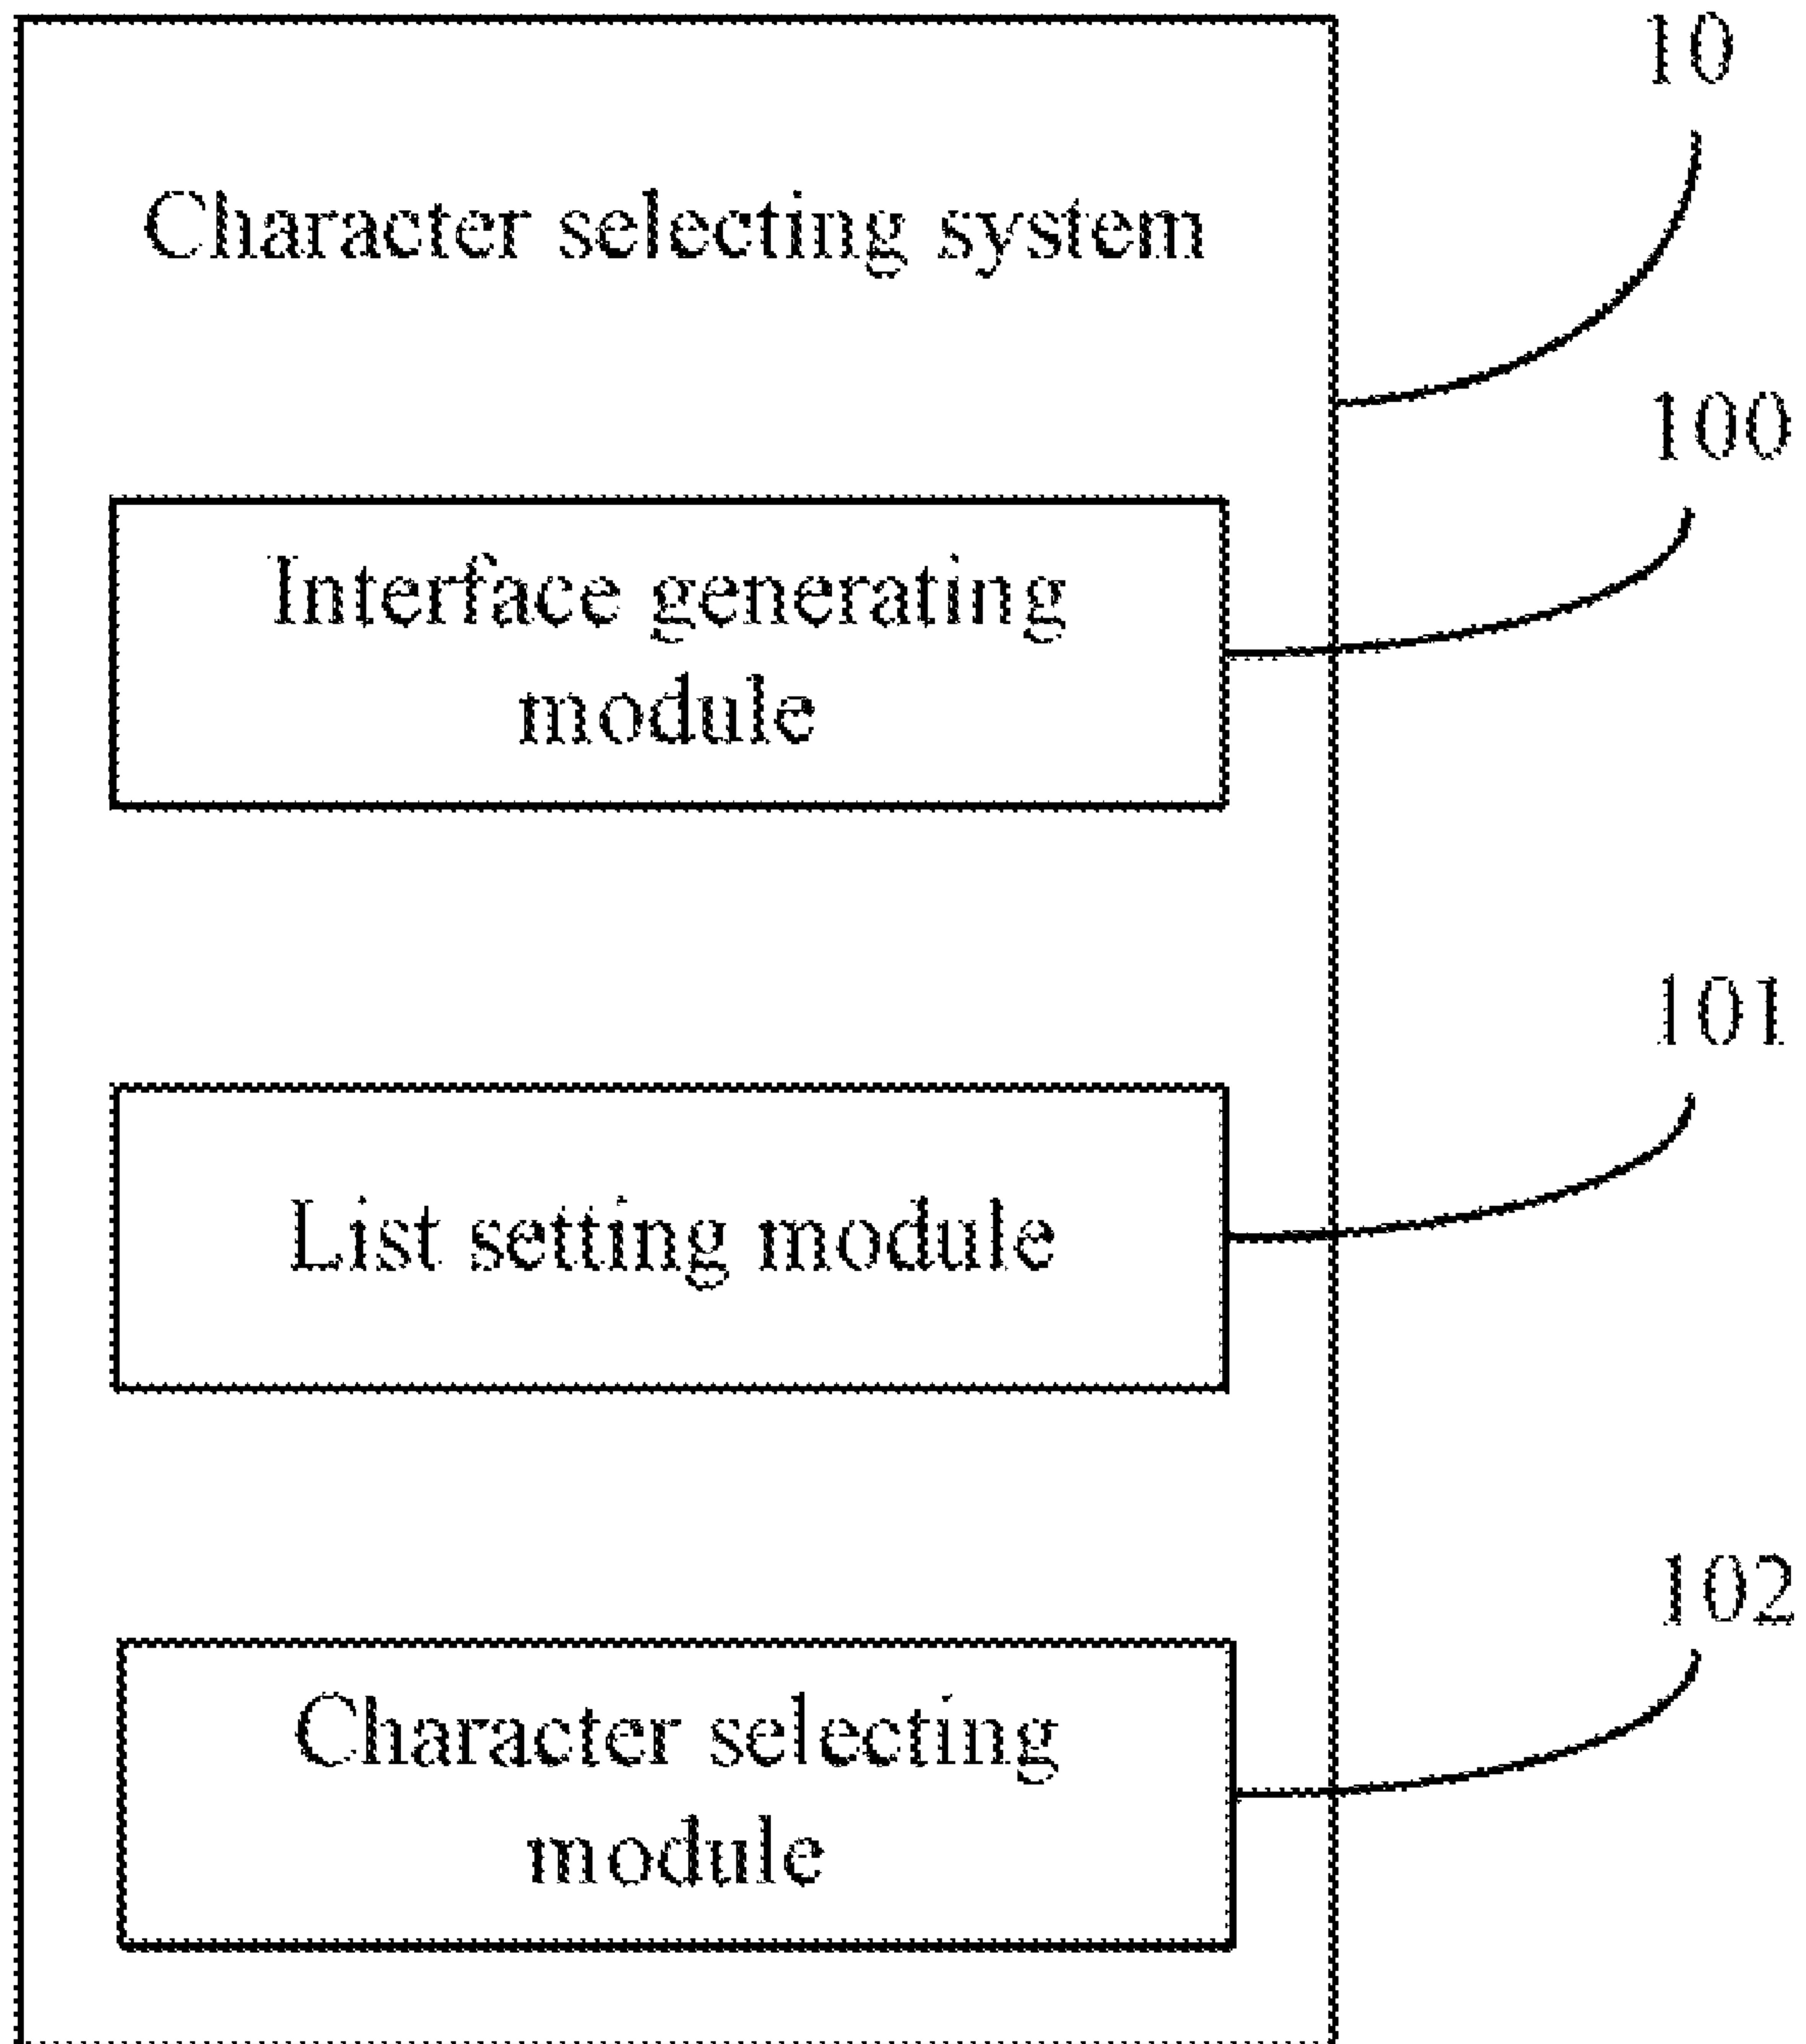 10
Character selecting system
100
Interface generating
module
101
List setting module
102
Character selecting
module